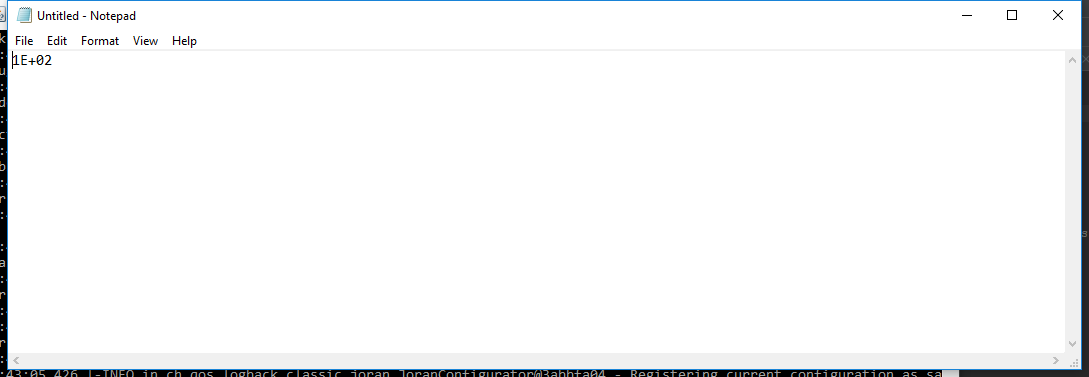 Untitled - Notepad
File Edit Format View Help
1E+02
:43:05,426 |-INFO in ch.qos.logback.classic.joran.JoranConfigurator@3abbfa04 - Registering current configuration as sa